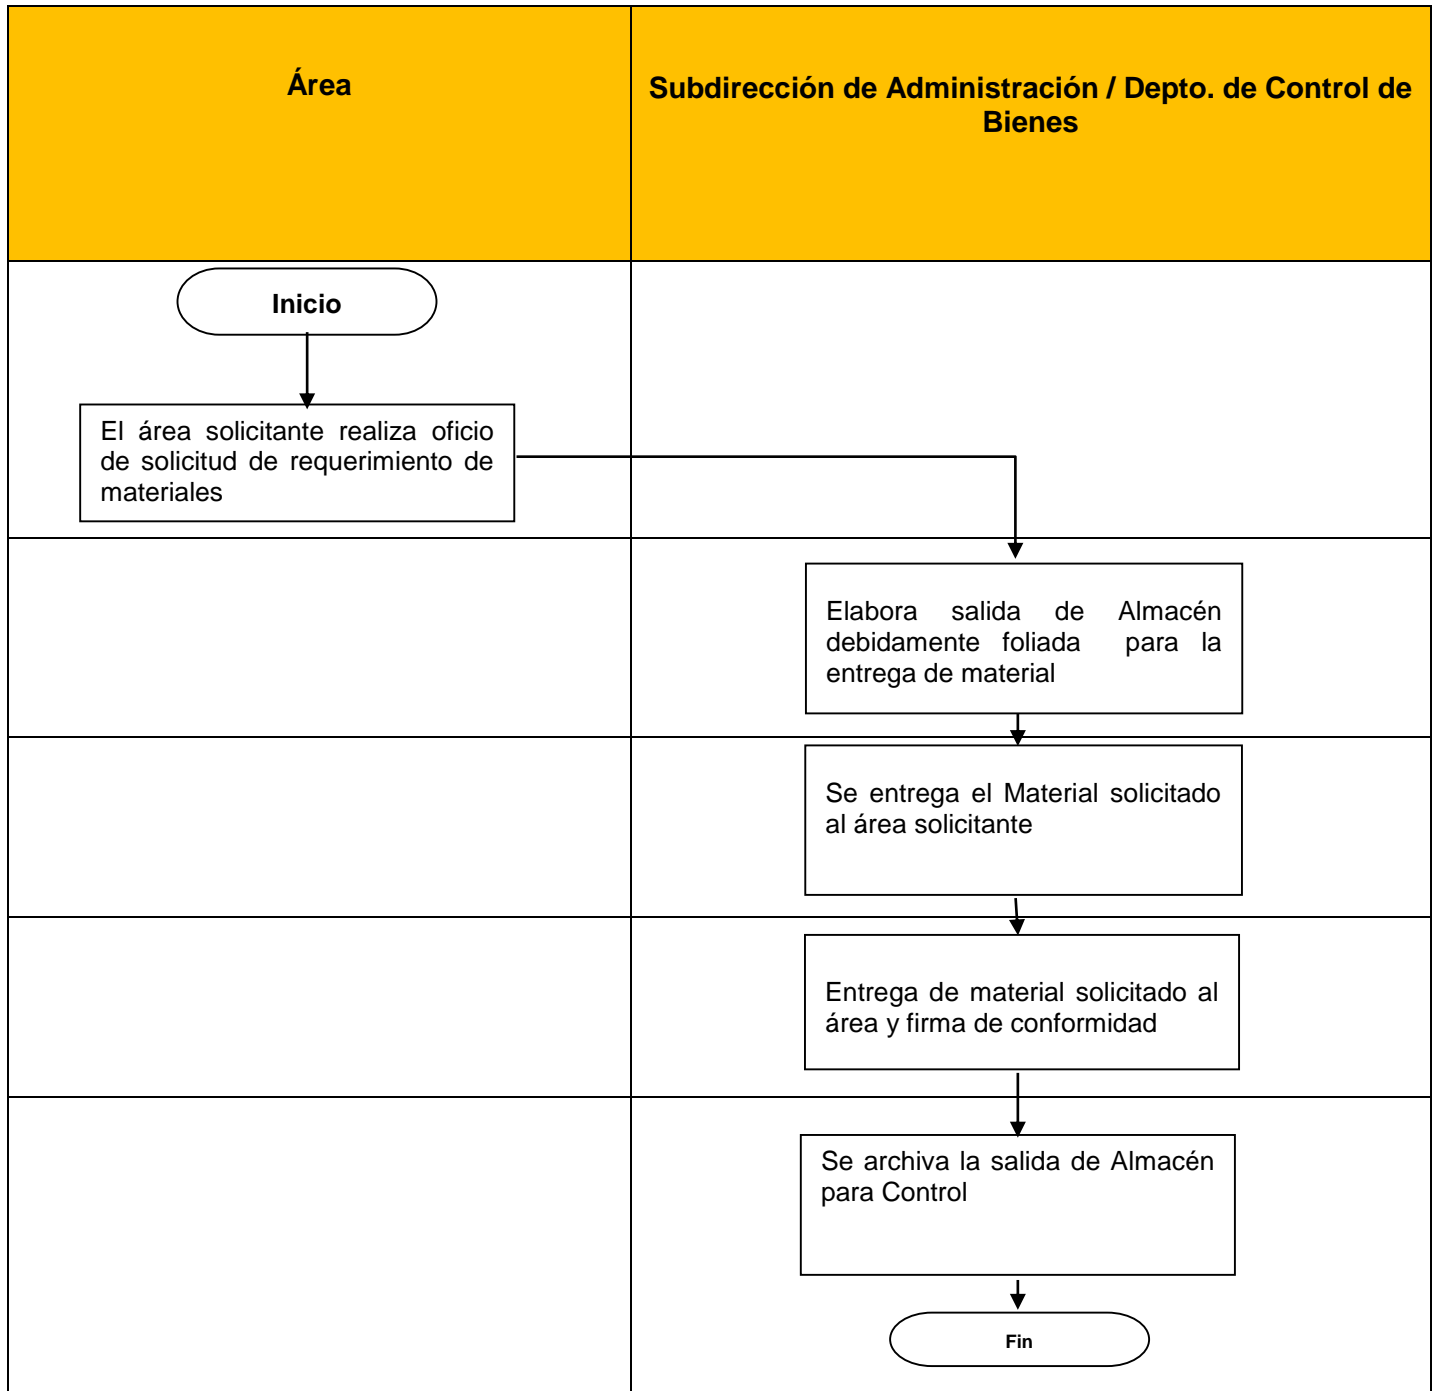 Área
Subdirección de Administración / Depto. de Control de
Bienes
Inicio
El área solicitante realiza oficio
de solicitud de requerimiento de
materiales
Elabora salida de Almacén
debidamente foliada para la
entrega de material
Se entrega el Material solicitado
al área solicitante
Entrega de material solicitado al
área y firma de conformidad
Se archiva la salida de Almacén
para Control
Fin